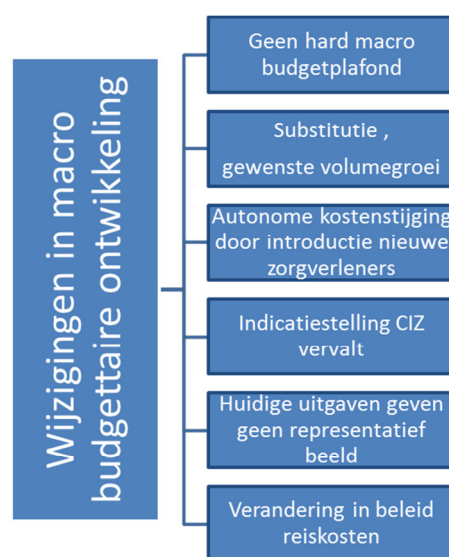 Wijzigingen in macro
budgettaire ontwikkeling
Geen hard macro
budgetplafond
Substitutie ,
gewenste volumegroei
Autonome kostenstijging
door introductie nieuwe
zorgverleners
Indicatiestelling CIZ
vervalt
Huidige uitgaven geven
geen representatief
beeld
Verandering in beleid
reiskosten